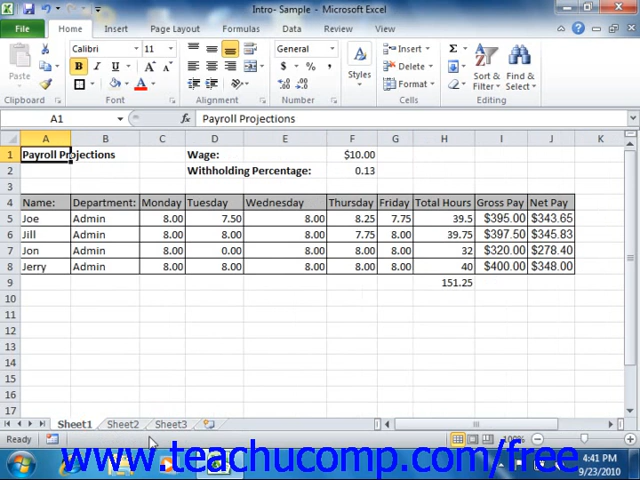 Intro- Sample - Microsoft Excel
File Home Insert Page Layout Formulas Data Review
Calibri 11 General Insert
Paste B I U $ % , Styles Delete Sort & Filter Find & Select
Format
Clipboard Font Alignment Number Cells Editing
A1 fx Payroll Projections
A B C D E F G H I J K
1 Payroll Projections Wage: $10.00
2 Withholding Percentage: 0.13
3
4 Name: Department: Monday Tuesday Wednesday Thursday Friday Total Hours Gross Pay Net Pay
5 Joe Admin 8.00 7.50 8.00 8.25 7.75 39.5 $395.00 $343.65
6 Jill Admin 8.00 8.00 8.00 7.75 8.00 39.75 $397.50 $345.83
7 Jon Admin 8.00 0.00 8.00 8.00 8.00 32 $320.00 $278.40
8 Jerry Admin 8.00 8.00 8.00 8.00 8.00 40 $400.00 $348.00
9 151.25
10
11
12
13
14
15
16
17
Sheet1 Sheet2 Sheet3
Ready 100%
www.teachucomp.com/free
4:41 PM
9/23/2010